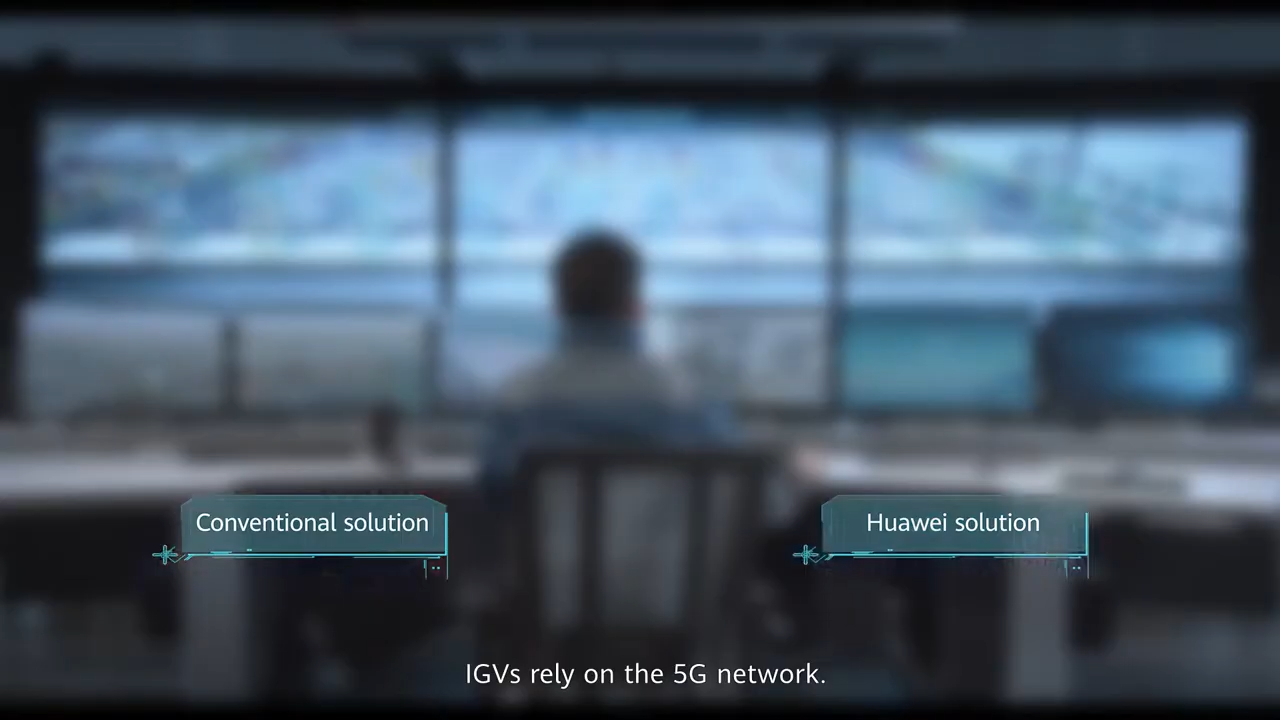 Conventional solution
Huawei solution
IGVs rely on the 5G network.